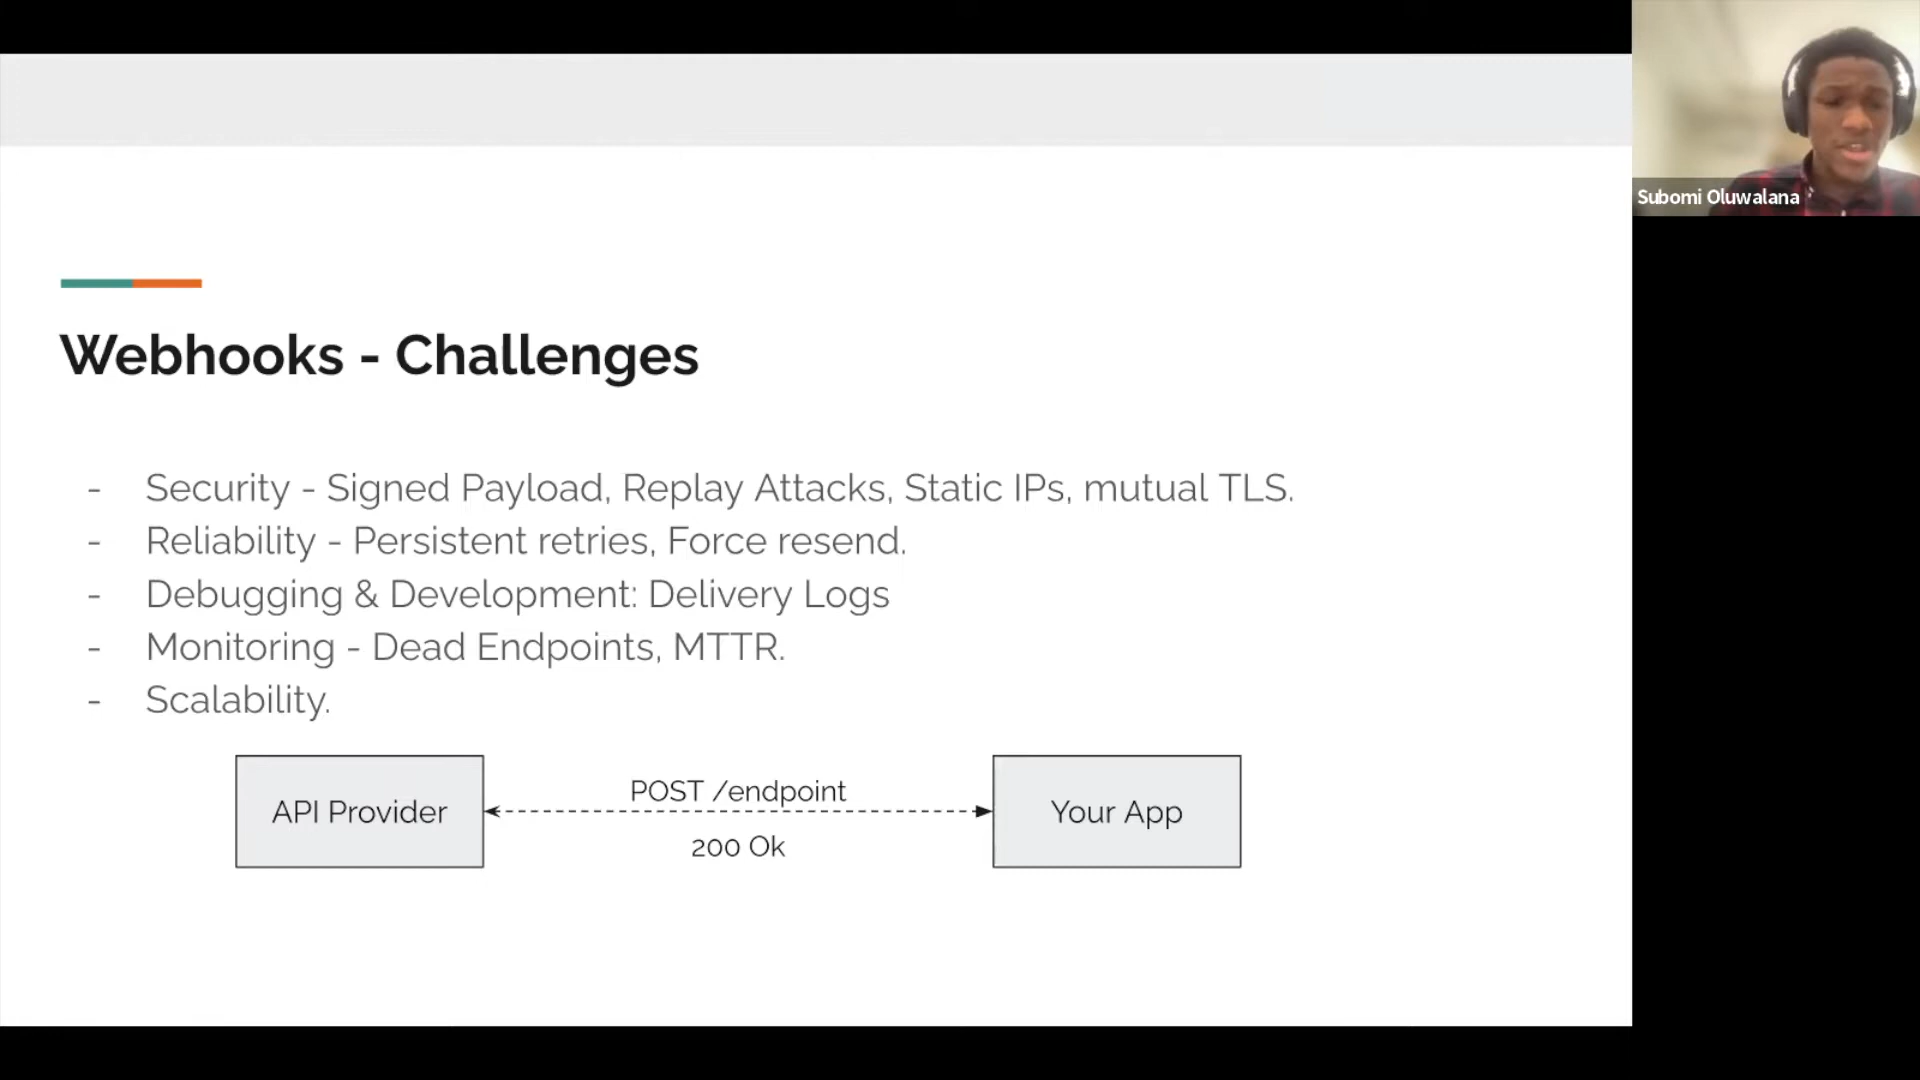 Subomi Oluwalana
Webhooks - Challenges
- Security - Signed Payload, Replay Attacks, Static IPs, mutual TLS.
- Reliability - Persistent retries, Force resend.
- Debugging & Development: Delivery Logs
- Monitoring - Dead Endpoints, MTTR.
- Scalability.
API Provider
POST /endpoint
200 Ok
Your App